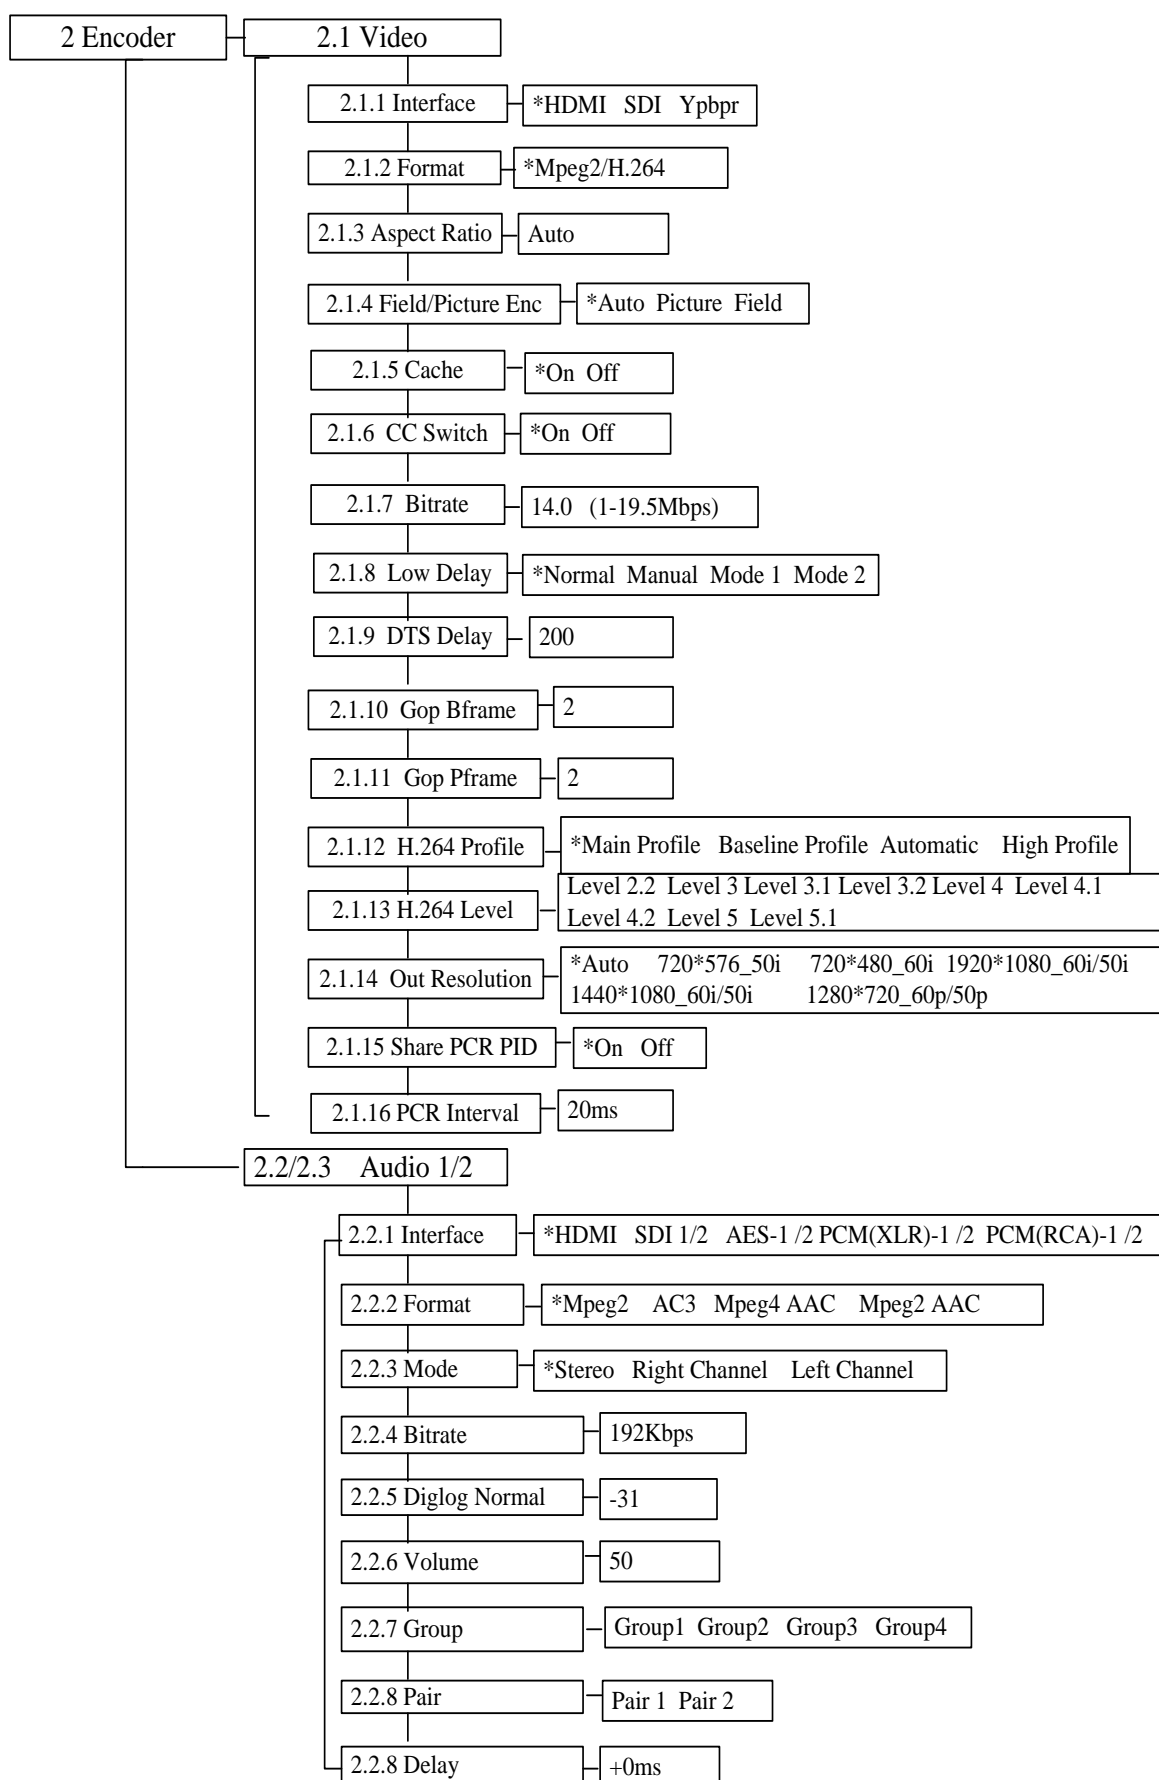 2 Encoder
2.1 Video
2.1.1 Interface
*HDMI SDI Ypbpr
2.1.2 Format
*Mpeg2/H.264
2.1.3 Aspect Ratio
Auto
2.1.4 Field/Picture Enc
*Auto Picture Field
2.1.5 Cache
*On Off
2.1.6 CC Switch
*On Off
2.1.7 Bitrate
14.0 (1-19.5Mbps)
2.1.8 Low Delay
*Normal Manual Mode 1 Mode 2
2.1.9 DTS Delay
200
2.1.10 Gop Bframe
2
2.1.11 Gop Pframe
2
2.1.12 H.264 Profile
*Main Profile Baseline Profile Automatic High Profile
2.1.13 H.264 Level
Level 2.2 Level 3 Level 3.1 Level 3.2 Level 4 Level 4.1
Level 4.2 Level 5 Level 5.1
2.1.14 Out Resolution
*Auto 720*576_50i 720*480_60i 1920*1080_60i/50i
1440*1080_60i/50i 1280*720_60p/50p
2.1.15 Share PCR PID
*On Off
2.1.16 PCR Interval
20ms
2.2/2.3 Audio 1/2
2.2.1 Interface
*HDMI SDI 1/2 AES-1 /2 PCM(XLR)-1 /2 PCM(RCA)-1 /2
2.2.2 Format
*Mpeg2 AC3 Mpeg4 AAC Mpeg2 AAC
2.2.3 Mode
*Stereo Right Channel Left Channel
2.2.4 Bitrate
192Kbps
2.2.5 Diglog Normal
-31
2.2.6 Volume
50
2.2.7 Group
Group1 Group2 Group3 Group4
2.2.8 Pair
Pair 1 Pair 2
2.2.8 Delay
+0ms